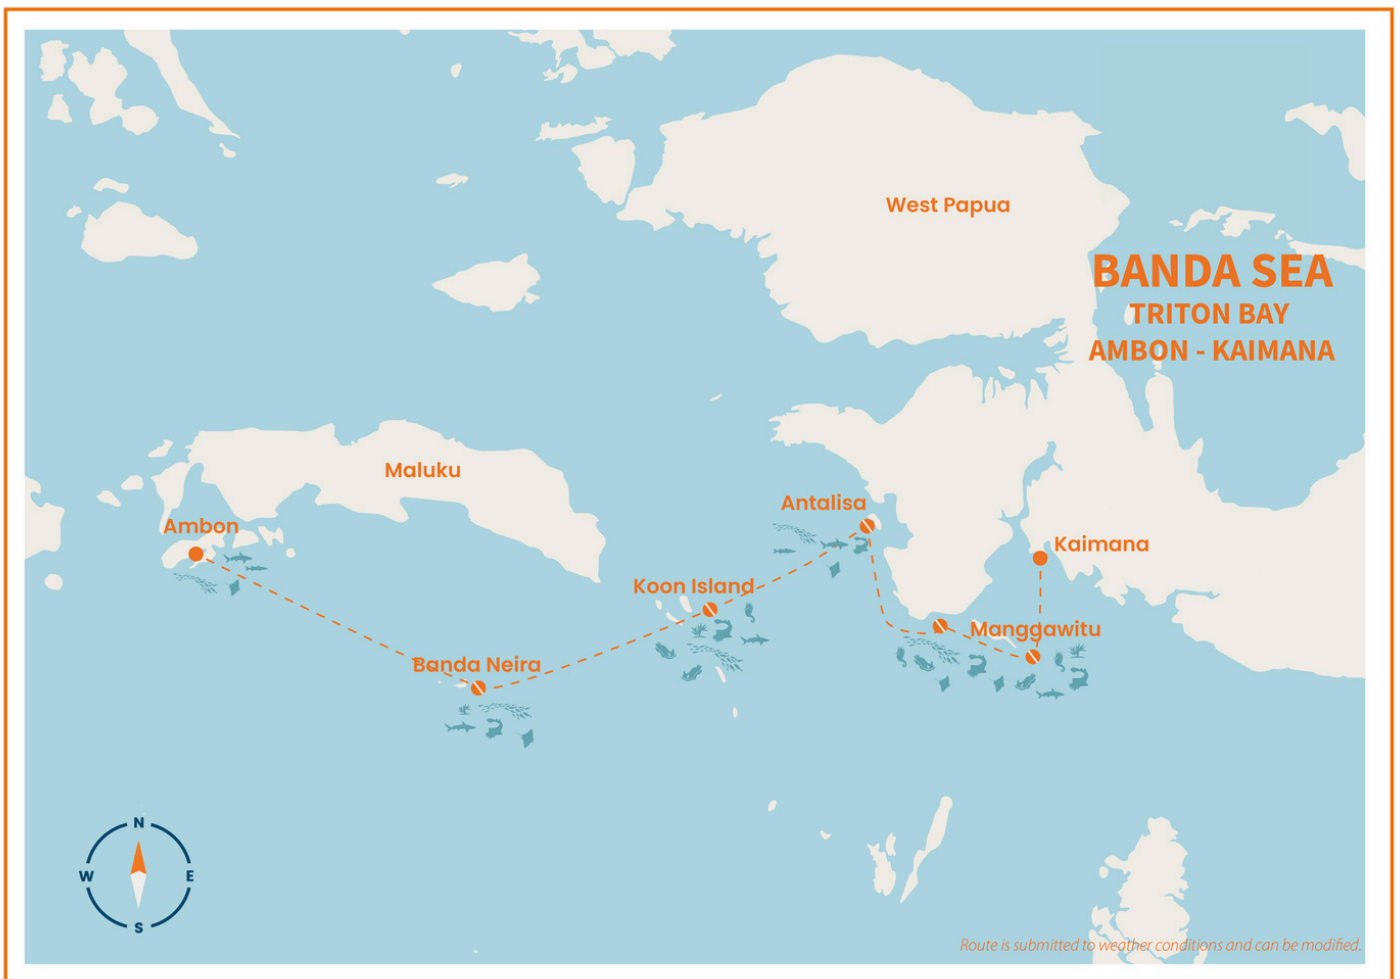 West Papua
BANDA SEA
TRITON BAY
AMBON - KAIMANA
Maluku
Antalisa
Ambon
Kaimana
Koon Island
Manggawitu
Banda Neira
N
W
E
S
Route is submitted to weather conditions and can be modified.